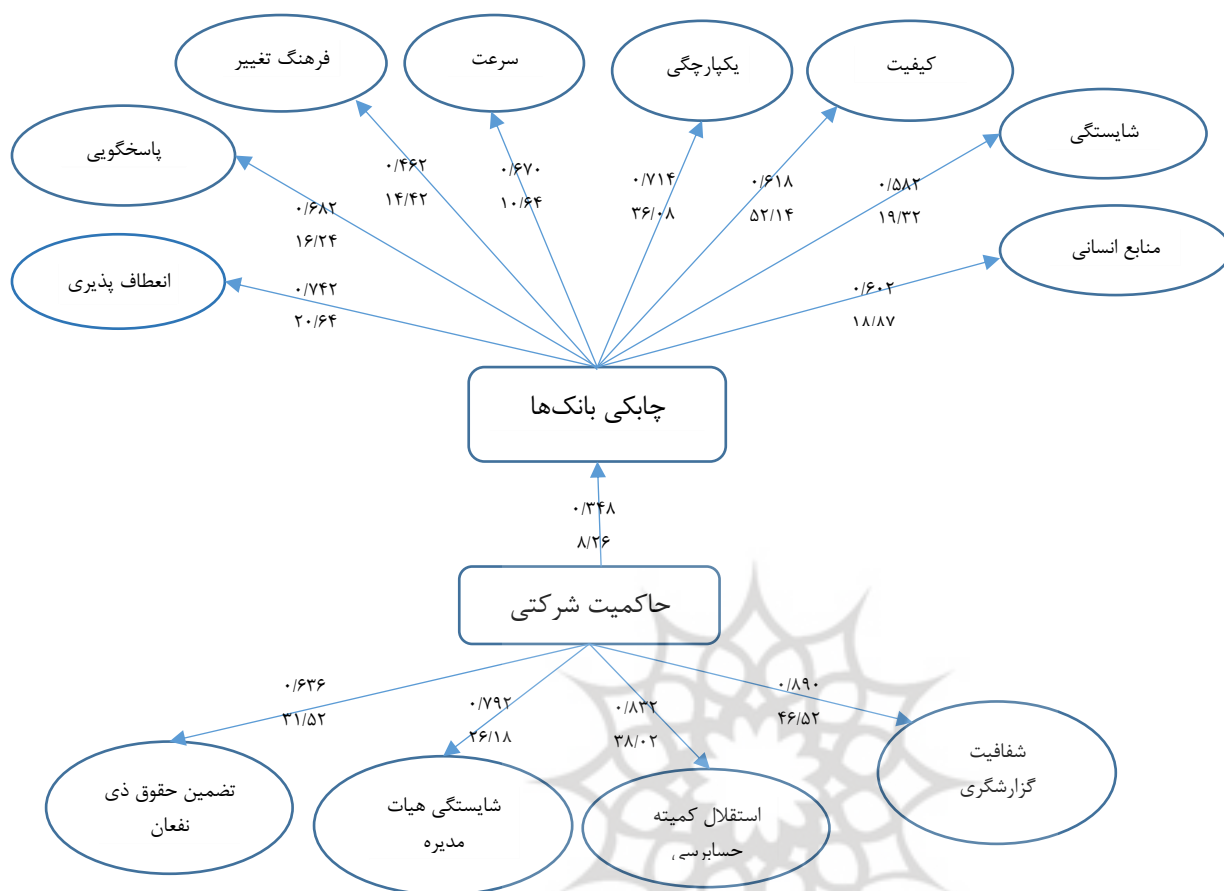 فرهنگ تغییر
سرعت
یکپارچگی
کیفیت
شایستگی
پاسخگویی
منابع انسانی
انعطاف پذیری
۰/۴۶۲
۱۴/۴۲
۰/۶۷۰
۱۰/۶۴
۰/۷۱۴
۳۶/۰۸
۰/۶۱۸
۵۲/۱۴
۰/۵۸۲
۱۹/۳۲
۰/۶۸۲
۱۶/۲۴
۰/۷۴۲
۲۰/۶۴
۰/۶۰۲
۱۸/۸۷
چابکی بانک‌ها
۰/۳۴۸
۸/۲۶
حاکمیت شرکتی
۰/۶۳۶
۳۱/۵۲
۰/۷۹۲
۲۶/۱۸
۰/۸۳۲
۳۸/۰۲
۰/۸۹۰
۴۶/۵۲
تضمین حقوق ذی
نفعان
شایستگی هیات
مدیره
استقلال کمیته
حسابرسی
شفافیت
گزارشگری